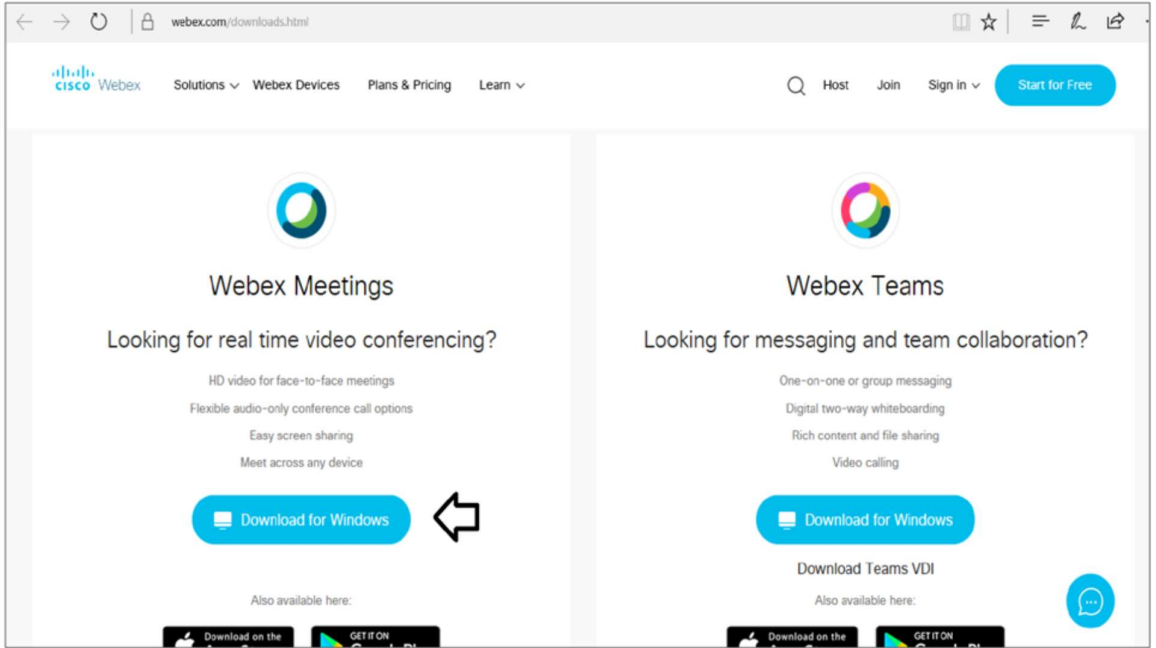 webex.com/downloads.html
CISCO Webex Solutions Webex Devices Plans & Pricing Learn Host Join Sign in Start for Free
Webex Meetings
Looking for real time video conferencing?
HD video for face-to-face meetings
Flexible audio-only conference call options
Easy screen sharing
Meet across any device
Download for Windows
Also available here:
Download on the
GET IT ON
Webex Teams
Looking for messaging and team collaboration?
One-on-one or group messaging
Digital two-way whiteboarding
Rich content and file sharing
Video calling
Download for Windows
Download Teams VDI
Also available here:
Download on the
GET IT ON